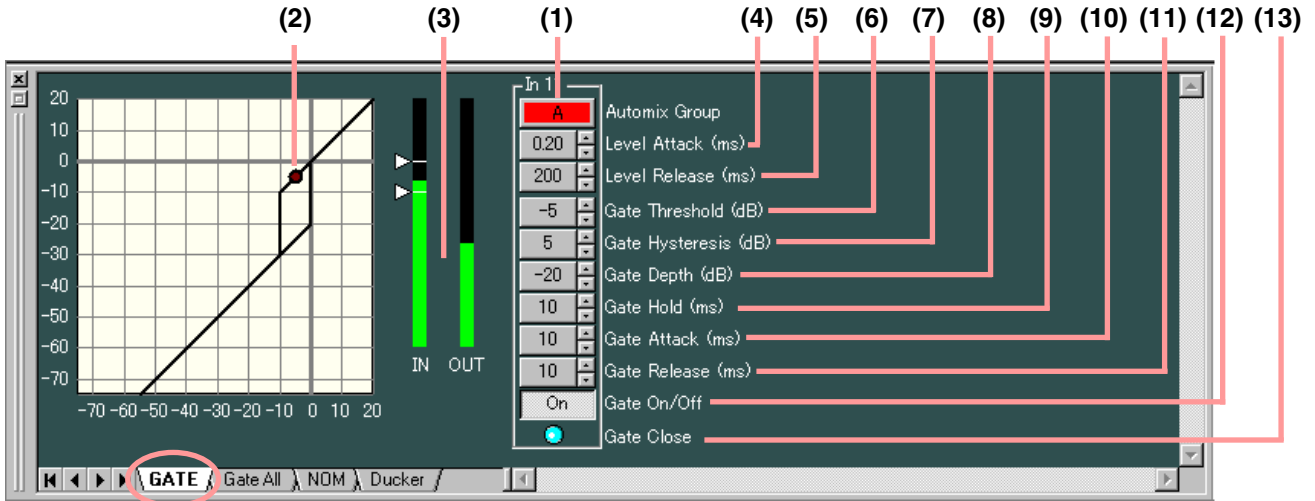 (2) (3) (1) (4) (5) (6) (7) (8) (9) (10) (11) (12) (13)
In 1
A Automix Group
0.20 Level Attack (ms)
200 Level Release (ms)
-5 Gate Threshold (dB)
5 Gate Hysteresis (dB)
-20 Gate Depth (dB)
10 Gate Hold (ms)
10 Gate Attack (ms)
10 Gate Release (ms)
On Gate On/Off
Gate Close
20
10
0
-10
-20
-30
-40
-50
-60
-70
-70 -60 -50 -40 -30 -20 -10 0 10 20
IN OUT
GATE Gate All NOM Ducker